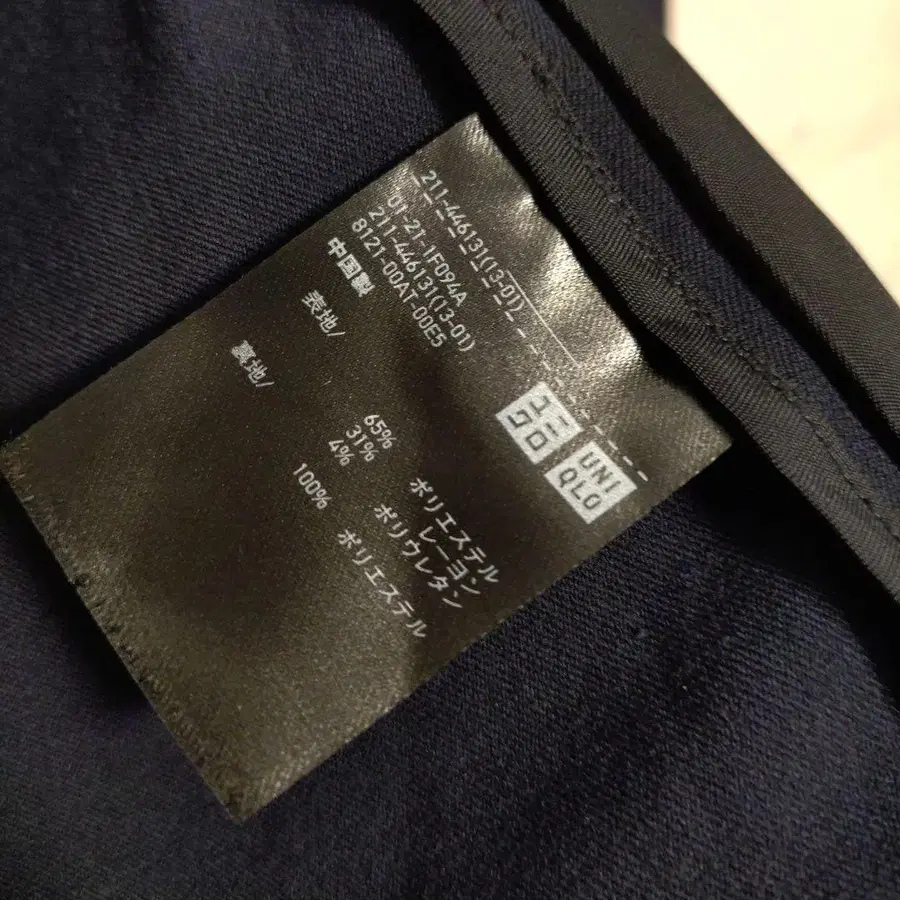 211-446131(13-01)
01-21-1F094A
211-446131(13-01)
8121-00AT-00E5
中国製
ユニ
クロ
UNI
QLO
表地/
65% ポリエステル
31% レーヨン
4% ポリウレタン
裏地/
100% ポリエステル